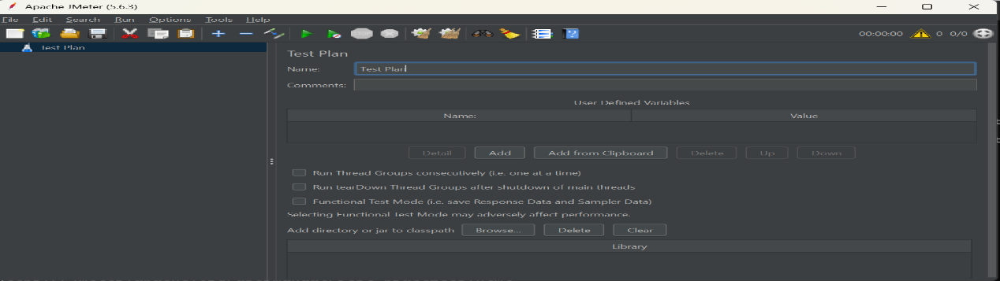 Apache JMeter (5.6.3)
File Edit Search Run Options Tools Help
00:00:00 0 0/0
Test Plan
Test Plan
Name: Test Plan
Comments:
User Defined Variables
Name: Value
Detail Add Add from Clipboard Delete Up Down
Run Thread Groups consecutively (i.e. one at a time)
Run tearDown Thread Groups after shutdown of main threads
Functional Test Mode (i.e. save Response Data and Sampler Data)
Selecting Functional Test Mode may adversely affect performance.
Add directory or jar to classpath Browse... Delete Clear
Library